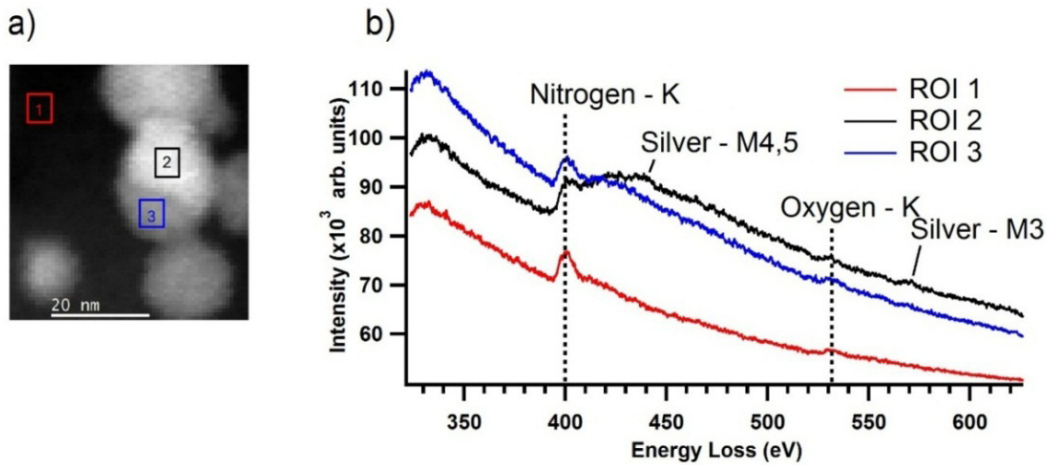 a)
1
2
3
20 nm
b)
Intensity (x10³ arb. units)
110
100
90
80
70
60
Nitrogen - K
Silver - M4,5
Oxygen - K
Silver - M3
ROI 1
ROI 2
ROI 3
350
400
450
500
550
600
Energy Loss (eV)